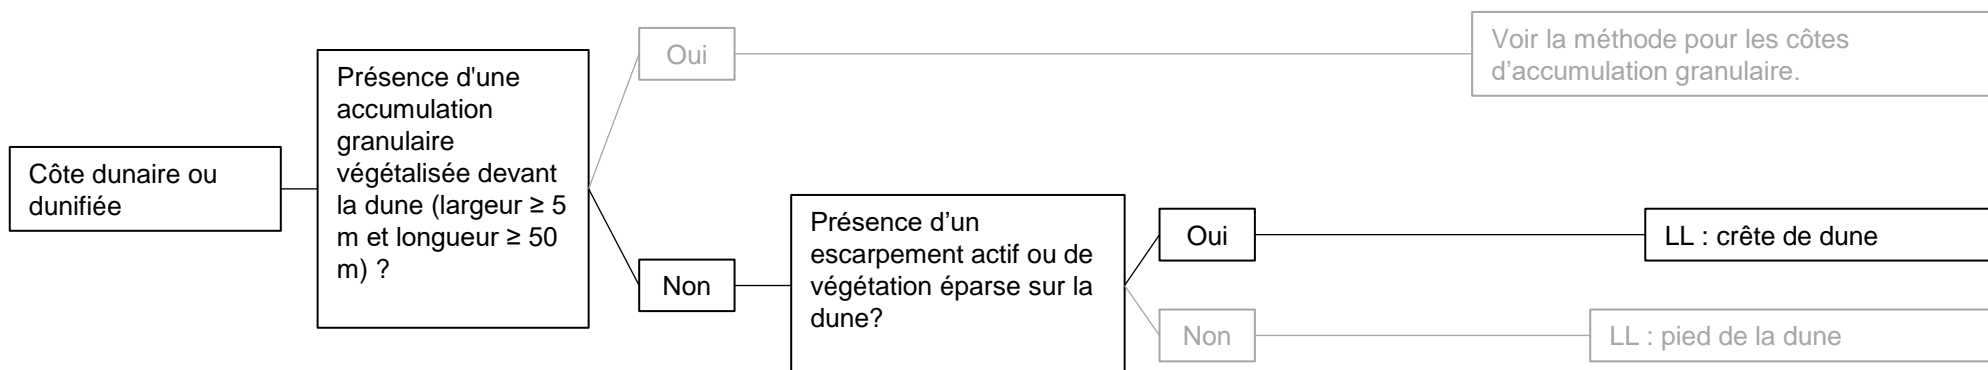 Oui
Voir la méthode pour les côtes
d’accumulation granulaire.
Présence d'une
accumulation
granulaire
végétalisée devant
la dune (largeur ≥ 5
m et longueur ≥ 50
m) ?
Côte dunaire ou
dunifiée
Non
Présence d’un
escarpement actif ou de
végétation éparse sur la
dune?
Oui
LL : crête de dune
Non
LL : pied de la dune